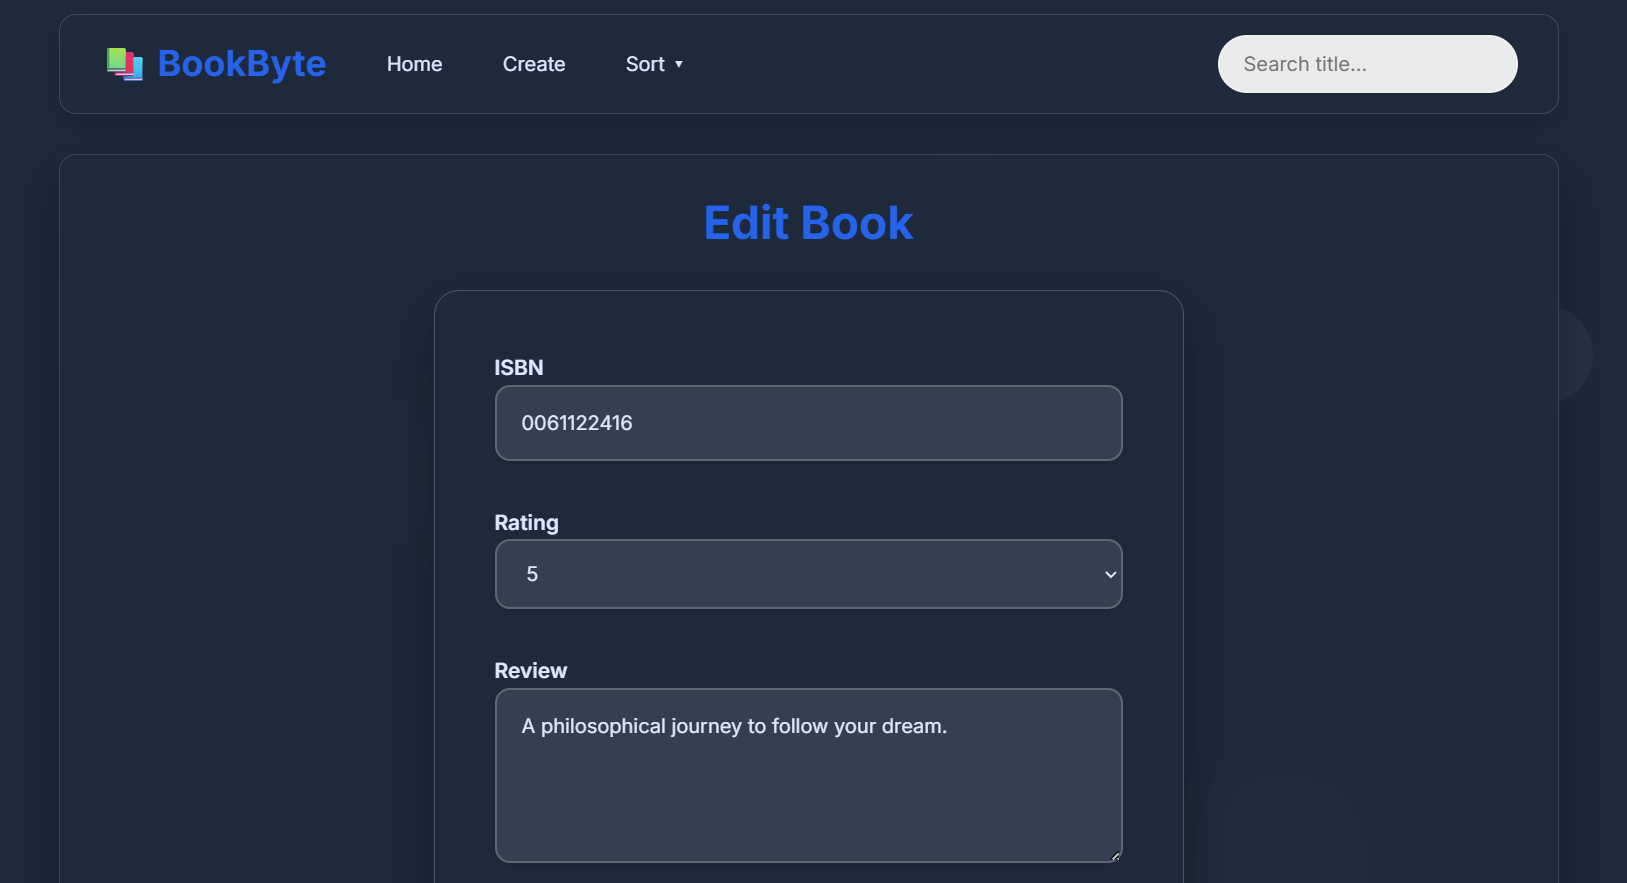 BookByte
Home
Create
Sort ▼
Search title...
Edit Book
ISBN
0061122416
Rating
5
Review
A philosophical journey to follow your dream.